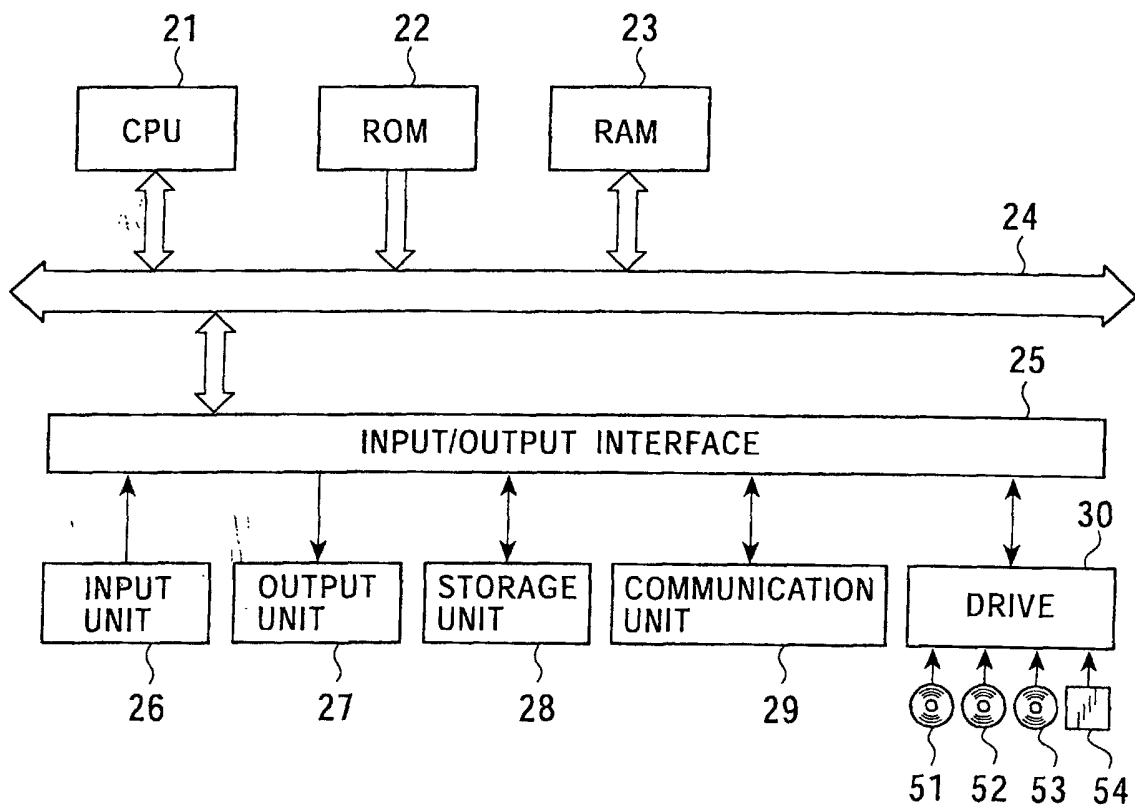 21
22
23
CPU
ROM
RAM
24
25
INPUT/OUTPUT INTERFACE
30
INPUT
UNIT
OUTPUT
UNIT
STORAGE
UNIT
COMMUNICATION
UNIT
DRIVE
26
27
28
29
51
52
53
54